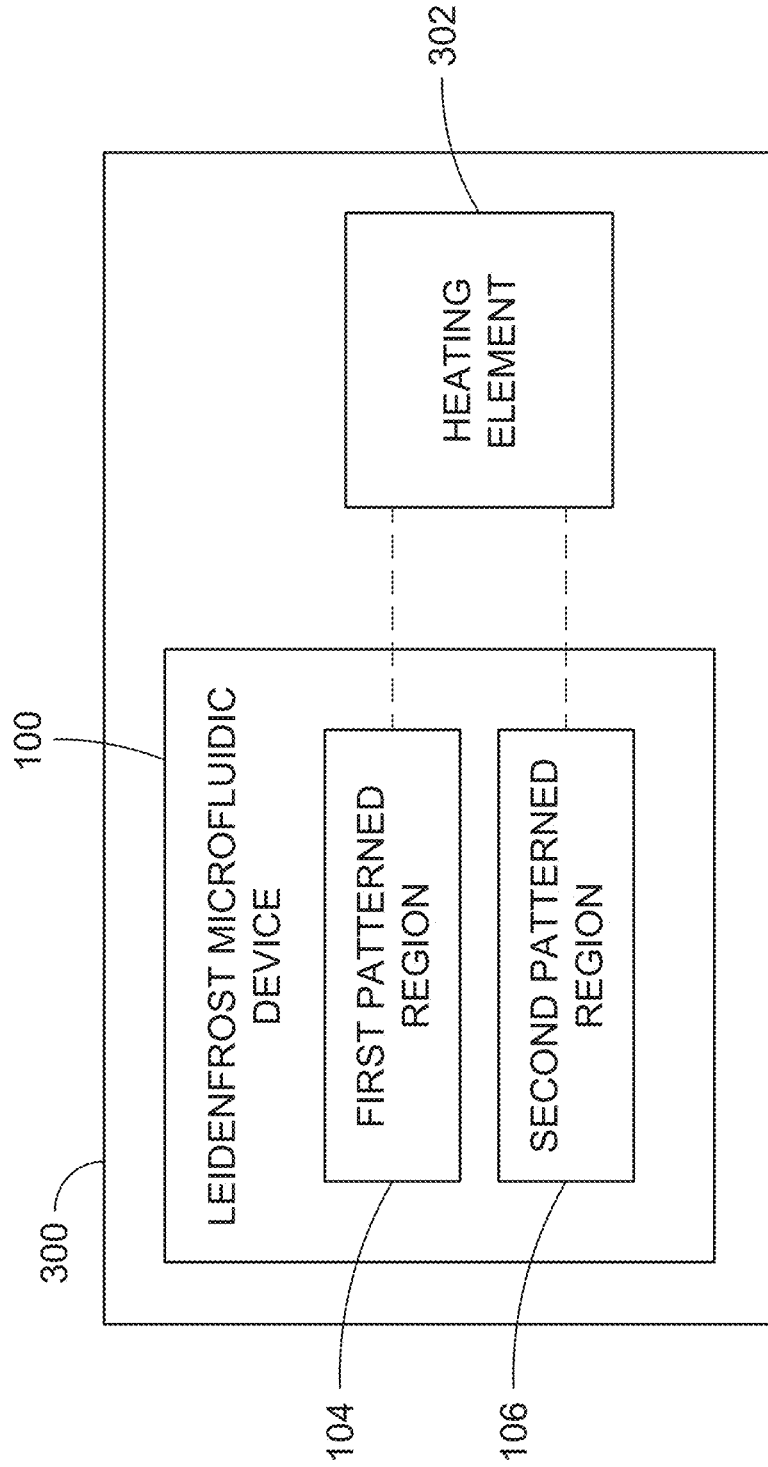 300
100
LEIDENFROST MICROFLUIDIC
DEVICE
FIRST PATTERNED
REGION
104
SECOND PATTERNED
REGION
106
HEATING
ELEMENT
302